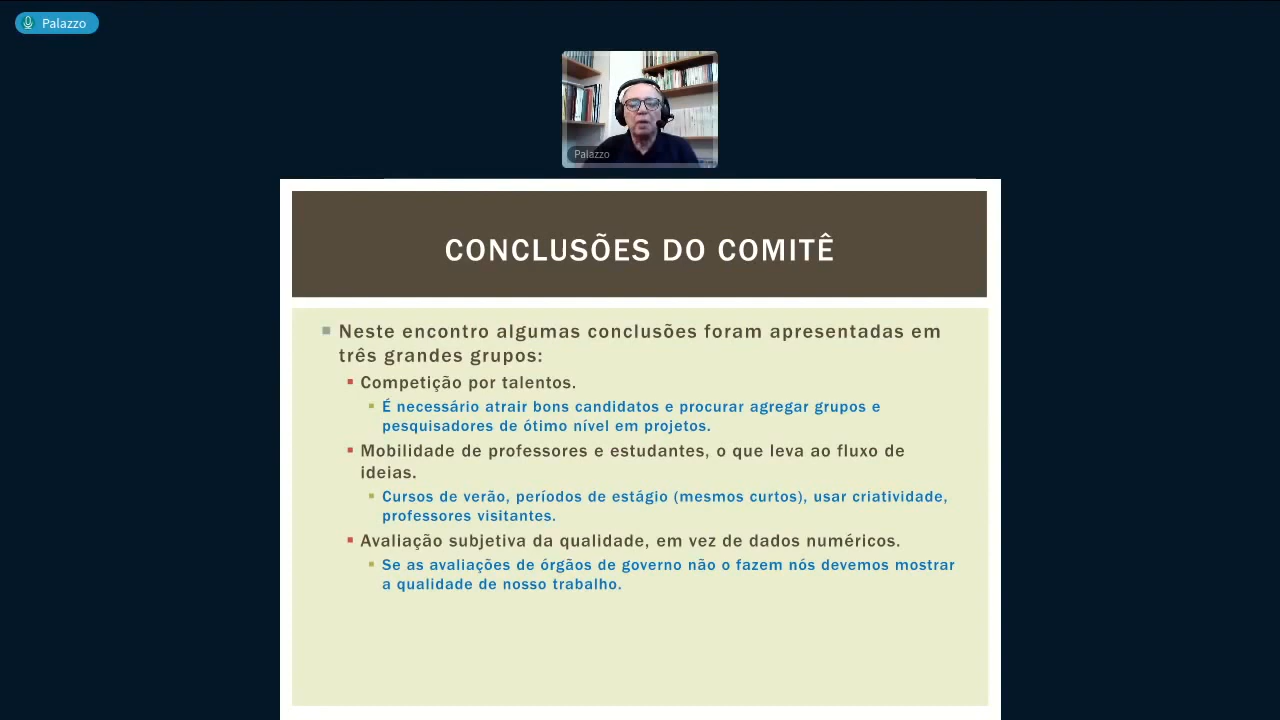 Palazzo
Palazzo
CONCLUSÕES DO COMITÊ
Neste encontro algumas conclusões foram apresentadas em
três grandes grupos:
Competição por talentos.
É necessário atrair bons candidatos e procurar agregar grupos e
pesquisadores de ótimo nível em projetos.
Mobilidade de professores e estudantes, o que leva ao fluxo de
ideias.
Cursos de verão, períodos de estágio (mesmos curtos), usar criatividade,
professores visitantes.
Avaliação subjetiva da qualidade, em vez de dados numéricos.
Se as avaliações de órgãos de governo não o fazem nós devemos mostrar
a qualidade de nosso trabalho.